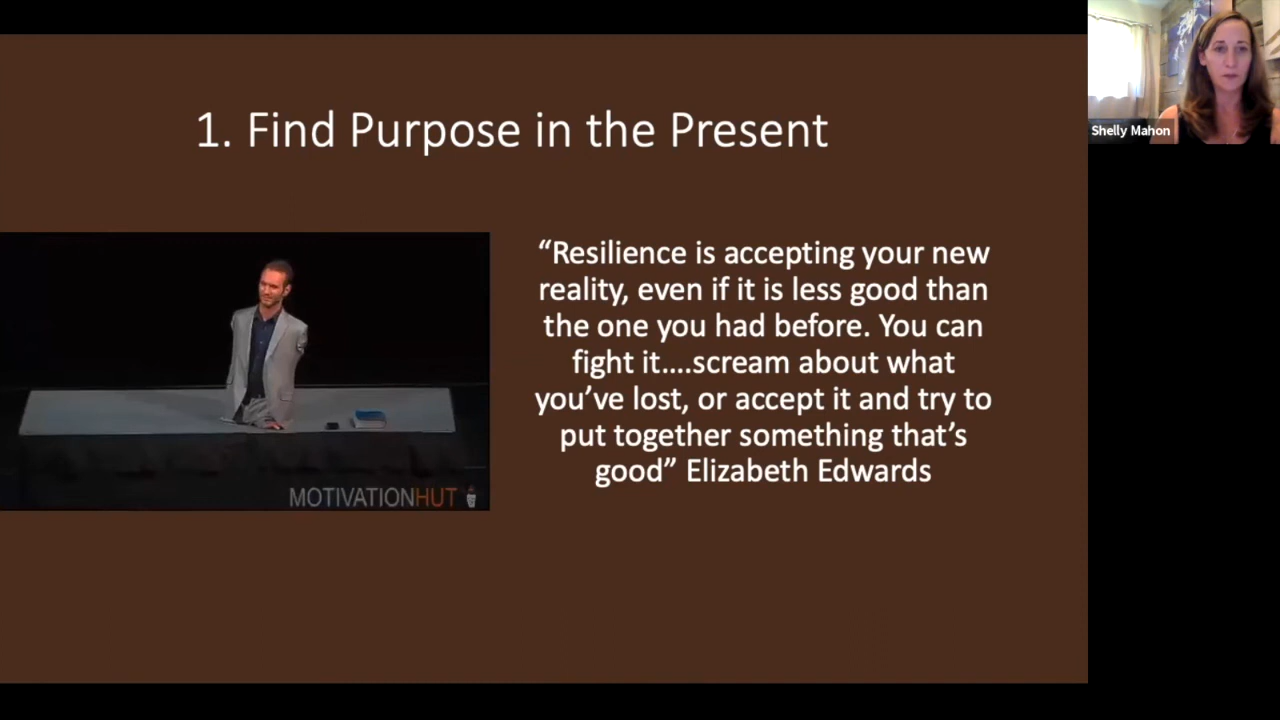 1. Find Purpose in the Present
“Resilience is accepting your new
reality, even if it is less good than
the one you had before. You can
fight it….scream about what
you’ve lost, or accept it and try to
put together something that’s
good” Elizabeth Edwards
MOTIVATIONHUT
Shelly Mahon